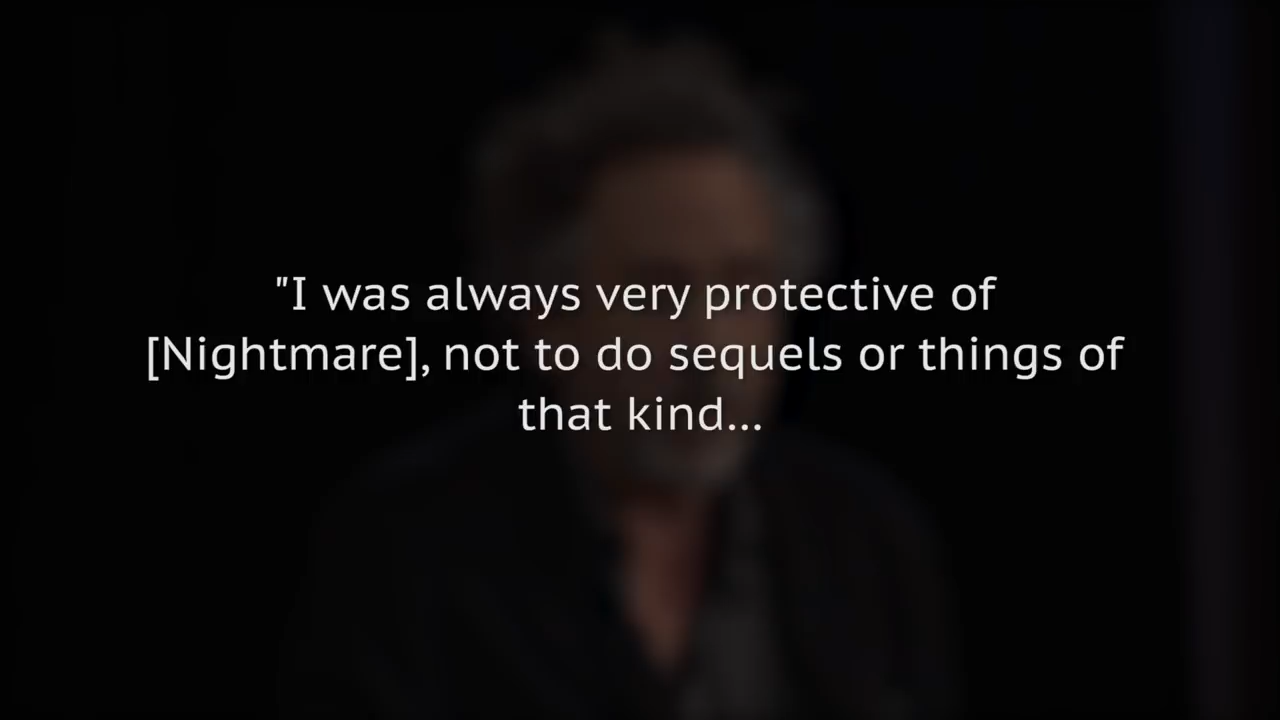 "I was always very protective of
[Nightmare], not to do sequels or things of
that kind...